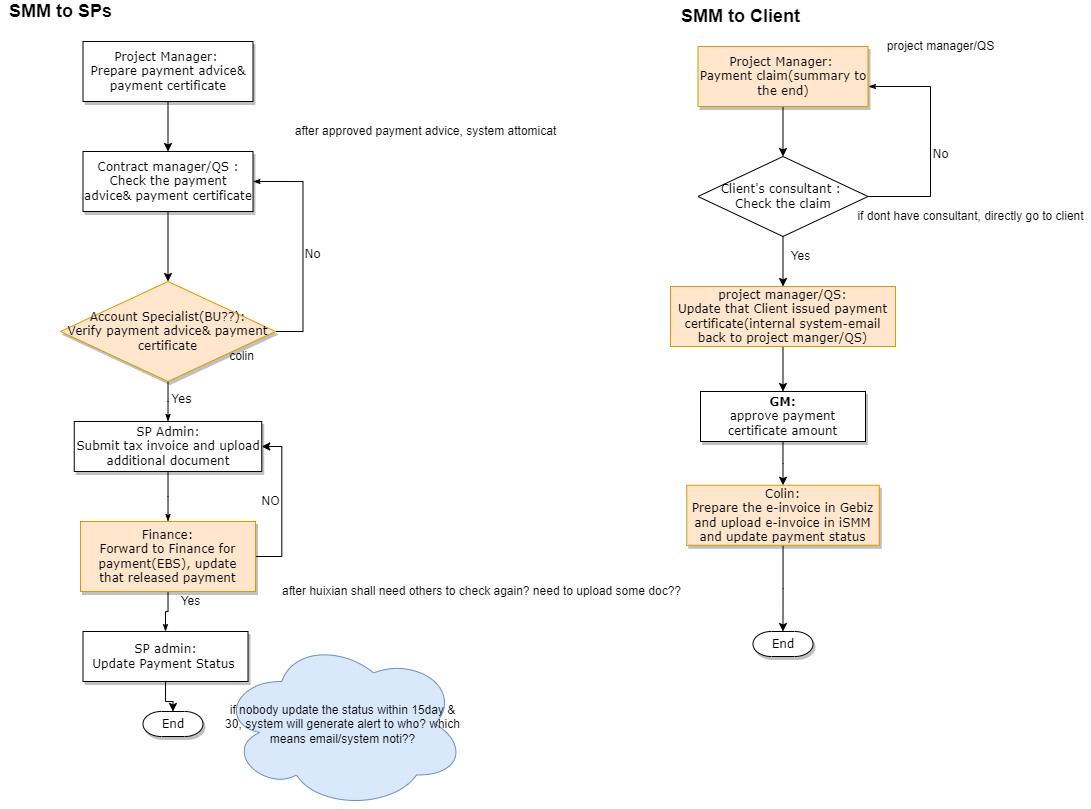 SMM to SPs
Project Manager:
Prepare payment advice&
payment certificate
after approved payment advice, system attomicat
Contract manager/QS :
Check the payment
advice& payment certificate
No
Account Specialist(BU??):
Verify payment advice& payment
certificate
colin
Yes
SP Admin:
Submit tax invoice and upload
additional document
NO
Finance:
Forward to Finance for
payment(EBS), update
that released payment
after huixian shall need others to check again? need to upload some doc??
Yes
SP admin:
Update Payment Status
End
if nobody update the status within 15day &
30, system will generate alert to who? which
means email/system noti??
SMM to Client
project manager/QS
Project Manager:
Payment claim(summary to
the end)
No
Client's consultant :
Check the claim
if dont have consultant, directly go to client
Yes
project manager/QS:
Update that Client issued payment
certificate(internal system-email
back to project manger/QS)
GM:
approve payment
certificate amount
Colin:
Prepare the e-invoice in Gebiz
and upload e-invoice in iSMM
and update payment status
End